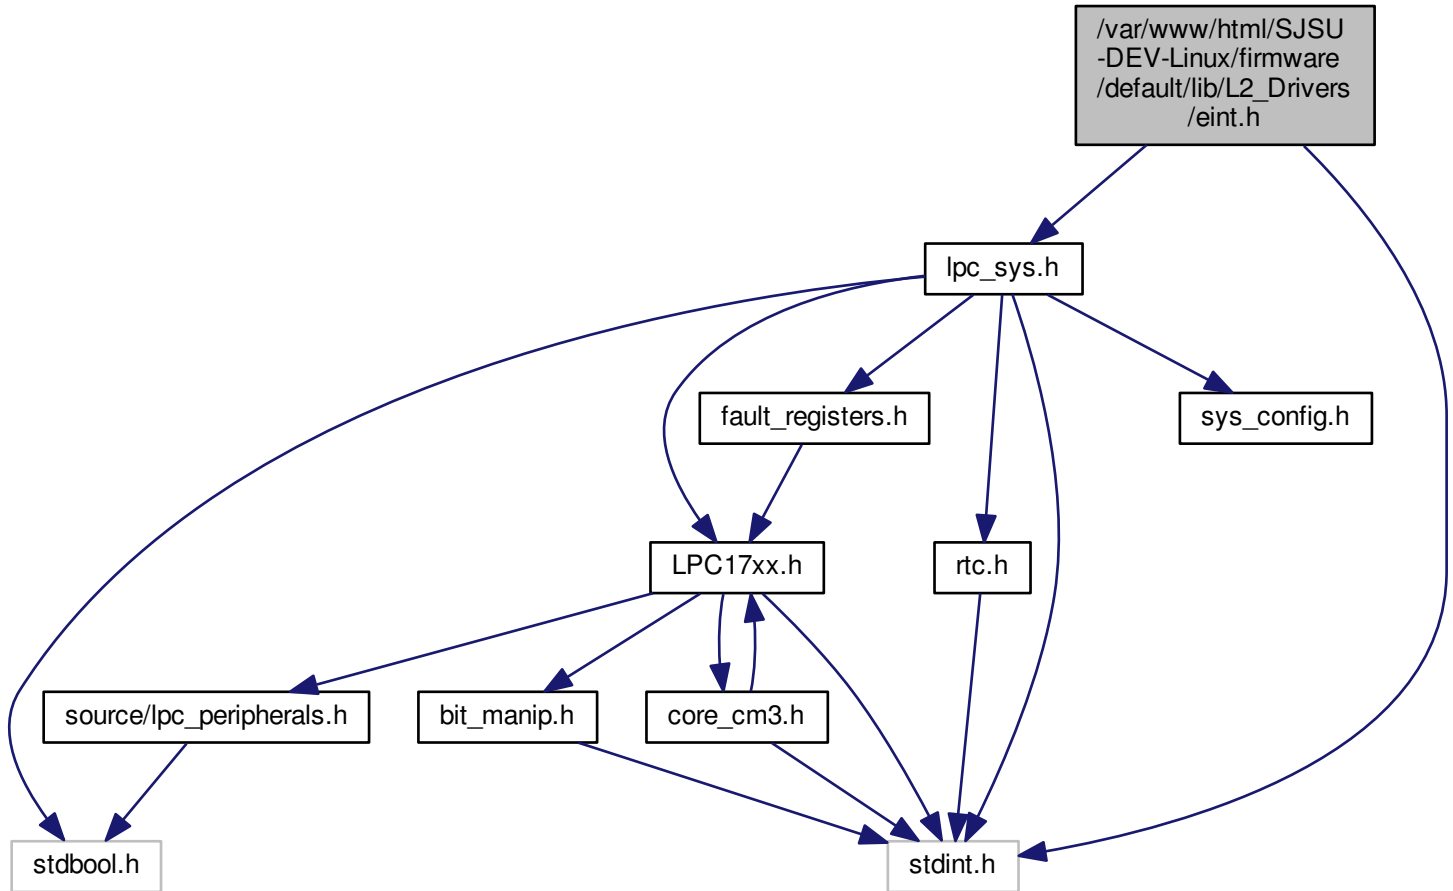 /var/www/html/SJSU
-DEV-Linux/firmware
/default/lib/L2_Drivers
/eint.h
lpc_sys.h
fault_registers.h
sys_config.h
LPC17xx.h
rtc.h
source/lpc_peripherals.h
bit_manip.h
core_cm3.h
stdbool.h
stdint.h